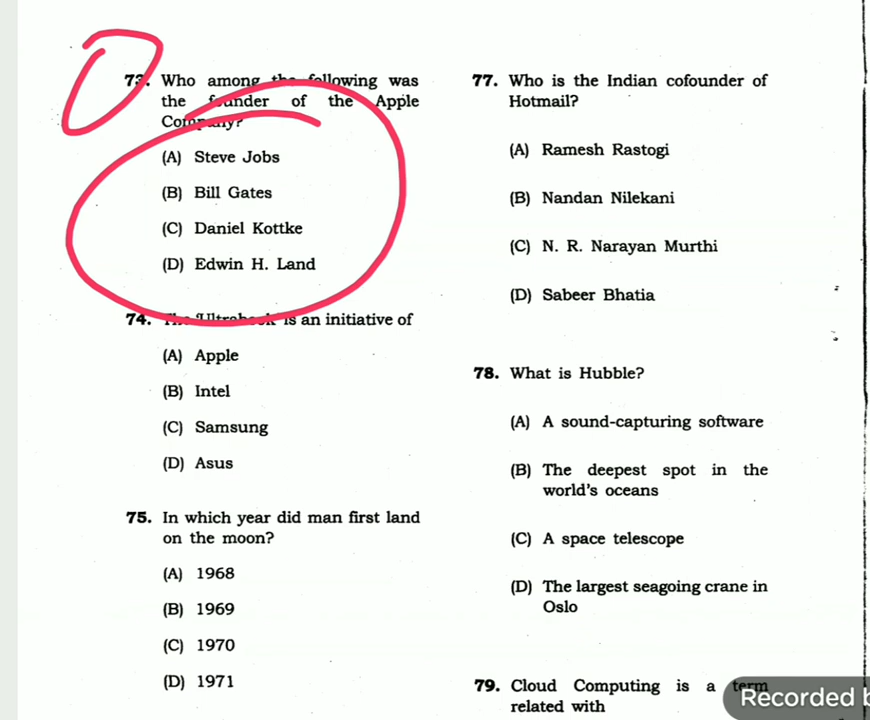 73. Who among the following was
the founder of the Apple
Company?
(A) Steve Jobs
(B) Bill Gates
(C) Daniel Kottke
(D) Edwin H. Land
74. The 'Ultrabook' is an initiative of
(A) Apple
(B) Intel
(C) Samsung
(D) Asus
75. In which year did man first land
on the moon?
(A) 1968
(B) 1969
(C) 1970
(D) 1971
77. Who is the Indian cofounder of
Hotmail?
(A) Ramesh Rastogi
(B) Nandan Nilekani
(C) N. R. Narayan Murthi
(D) Sabeer Bhatia
78. What is Hubble?
(A) A sound-capturing software
(B) The deepest spot in the
world's oceans
(C) A space telescope
(D) The largest seagoing crane in
Oslo
79. Cloud Computing is a term
related with
Recorded